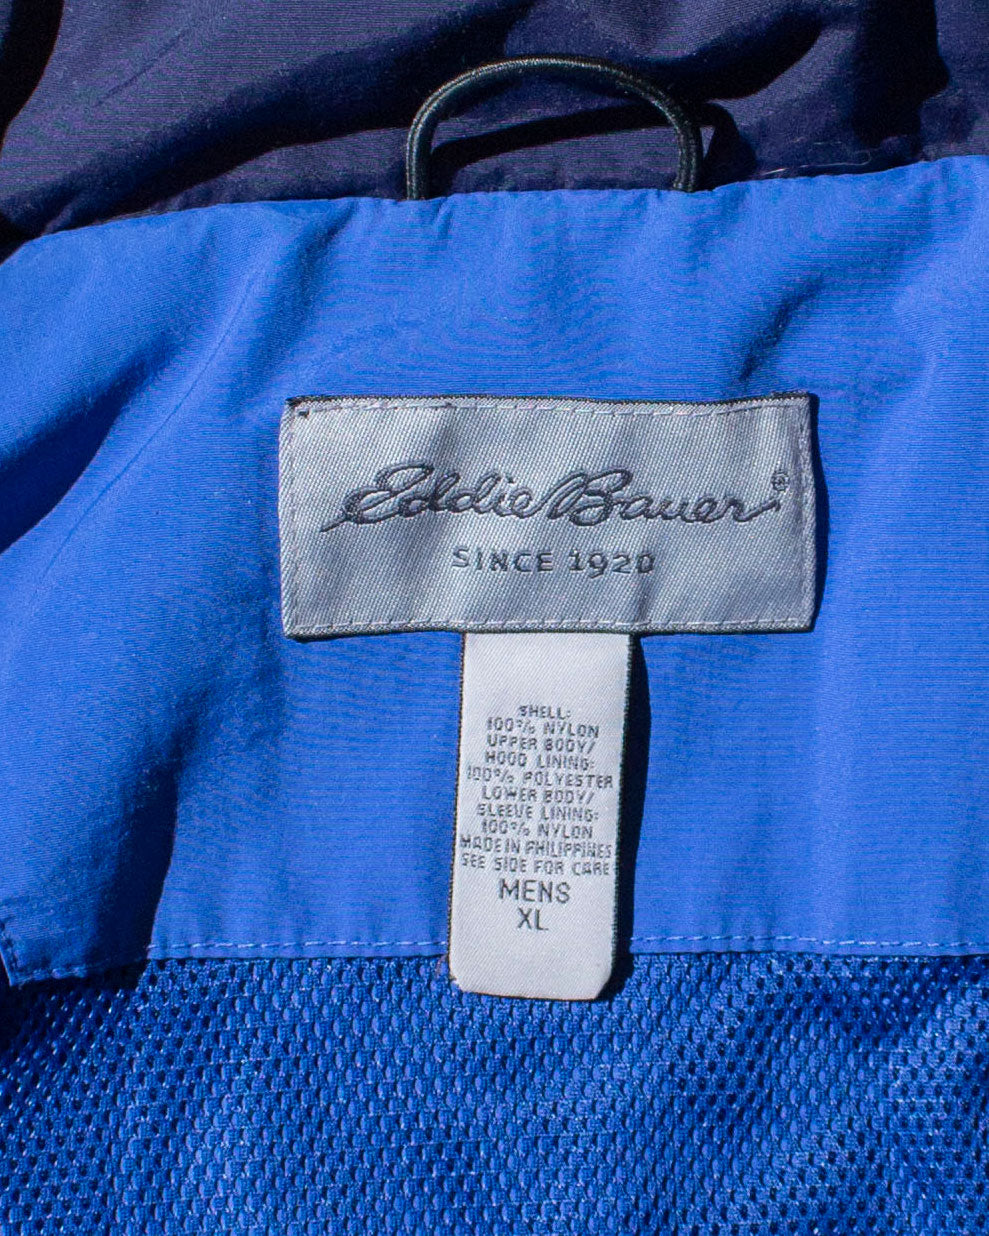 Eddie Bauer®
SINCE 1920
SHELL:
100% NYLON
UPPER BODY/
HOOD LINING:
100% POLYESTER
LOWER BODY/
SLEEVE LINING:
100% NYLON
MADE IN PHILIPPINES
SEE SIDE FOR CARE
MENS
XL